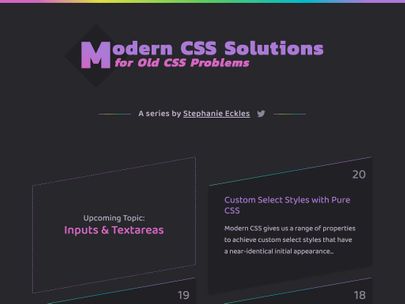 Modern CSS Solutions
for Old CSS Problems
A series by Stephanie Eckles
20
Upcoming Topic:
Inputs & Textareas
Custom Select Styles with Pure
CSS
Modern CSS gives us a range of properties
to achieve custom select styles that have
a near-identical initial appearance...
19
18